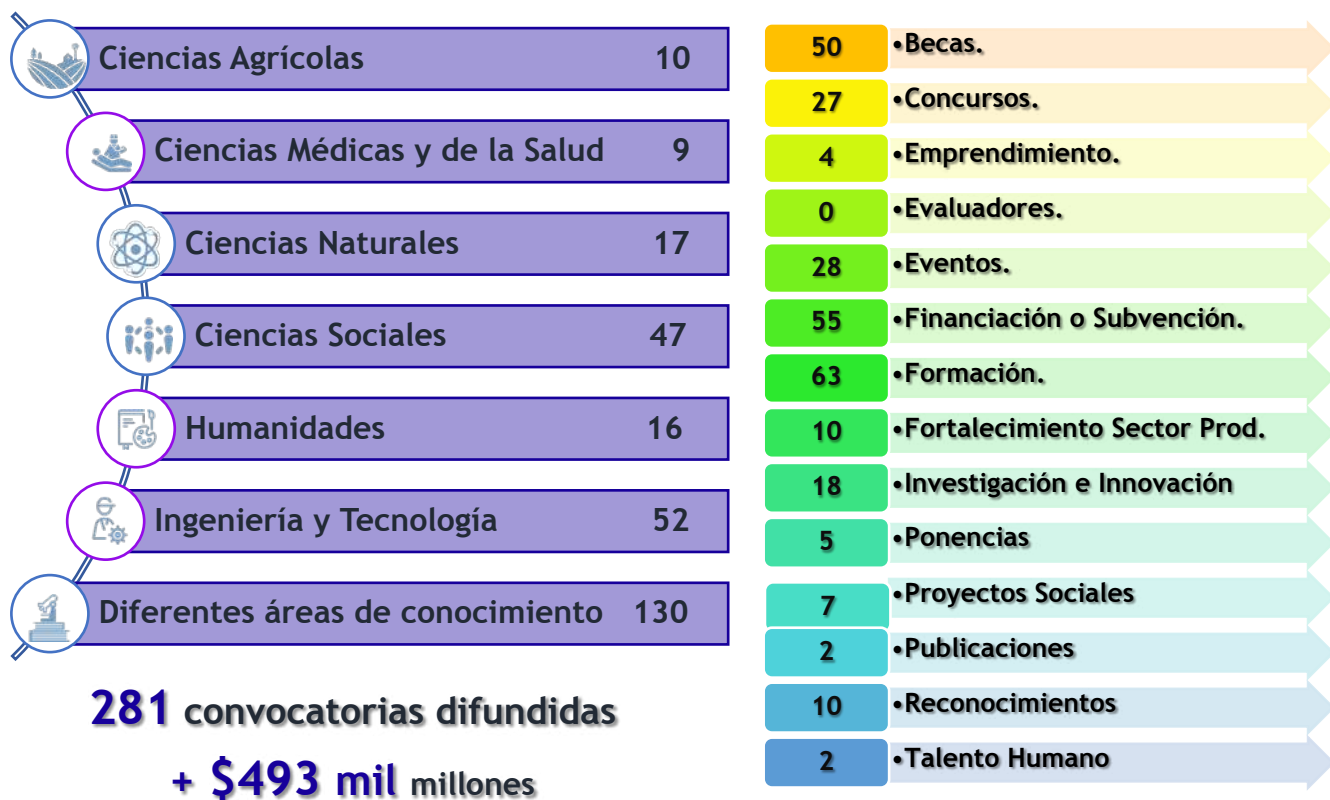 Ciencias Agrícolas 10
Ciencias Médicas y de la Salud 9
Ciencias Naturales 17
Ciencias Sociales 47
Humanidades 16
Ingeniería y Tecnología 52
Diferentes áreas de conocimiento 130
281 convocatorias difundidas
+ $493 mil millones
50 •Becas.
27 •Concursos.
4 •Emprendimiento.
0 •Evaluadores.
28 •Eventos.
55 •Financiación o Subvención.
63 •Formación.
10 •Fortalecimiento Sector Prod.
18 •Investigación e Innovación
5 •Ponencias
7 •Proyectos Sociales
2 •Publicaciones
10 •Reconocimientos
2 •Talento Humano